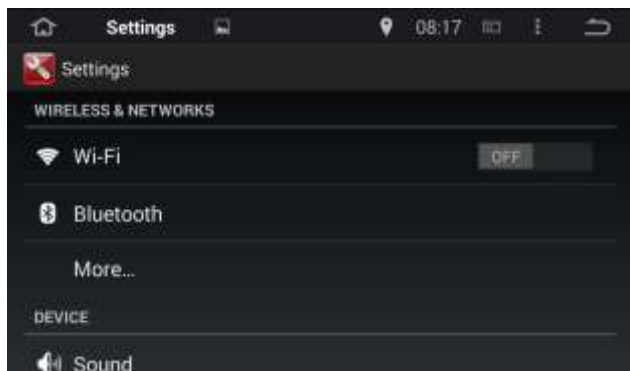 Settings 08:17
Settings
WIRELESS & NETWORKS
Wi-Fi OFF
Bluetooth
More...
DEVICE
Sound